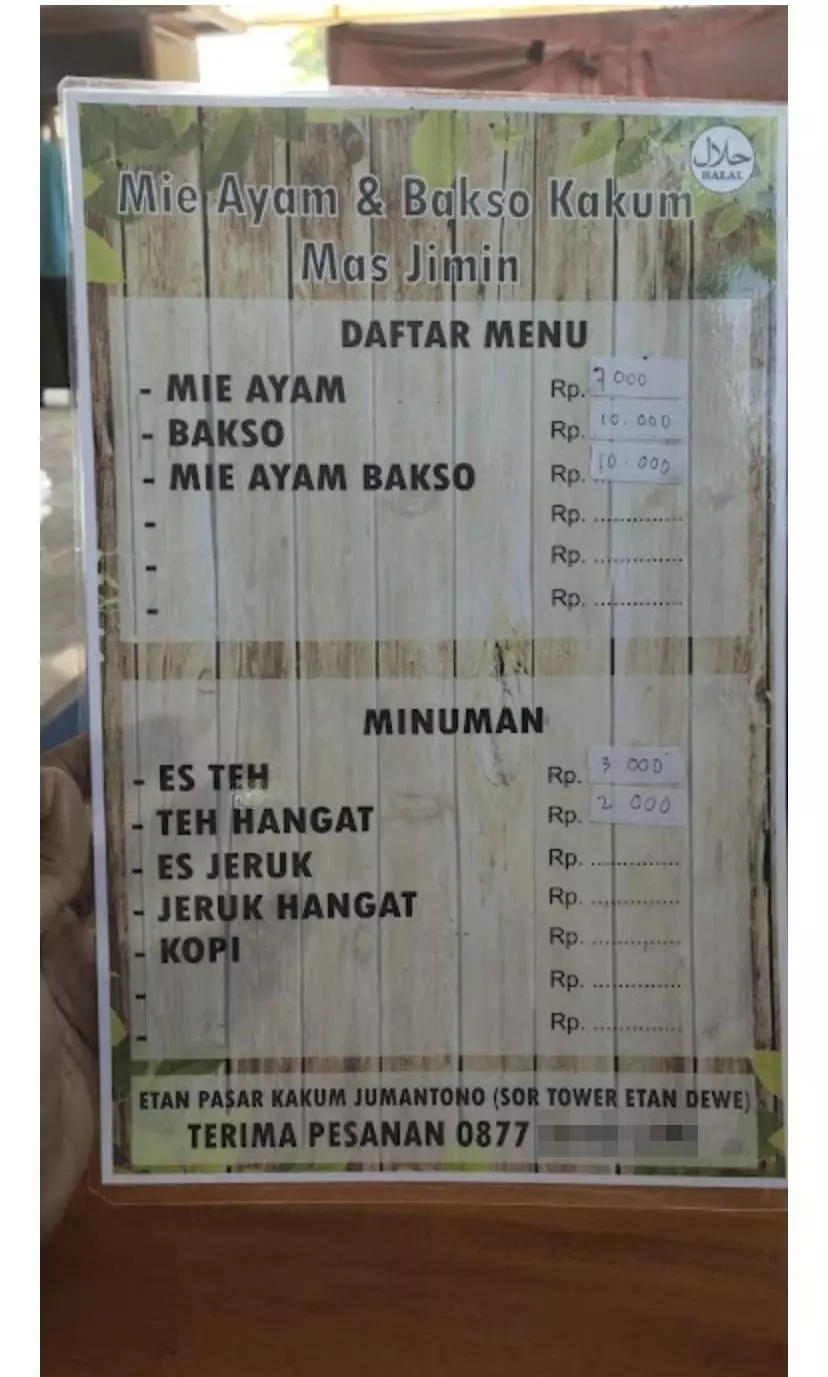 حلال
HALAL
Mie Ayam & Bakso Kakum
Mas Jimin
DAFTAR MENU
- MIE AYAM Rp. 7 000
- BAKSO Rp. 10.000
- MIE AYAM BAKSO Rp. 10.000
- Rp. ...............
- Rp. ...............
- Rp. ...............
MINUMAN
- ES TEH Rp. 3 000
- TEH HANGAT Rp. 2 000
- ES JERUK Rp. ...............
- JERUK HANGAT Rp. ...............
- KOPI Rp. ...............
- Rp. ...............
- Rp. ...............
ETAN PASAR KAKUM JUMANTONO (SOR TOWER ETAN DEWE)
TERIMA PESANAN 0877